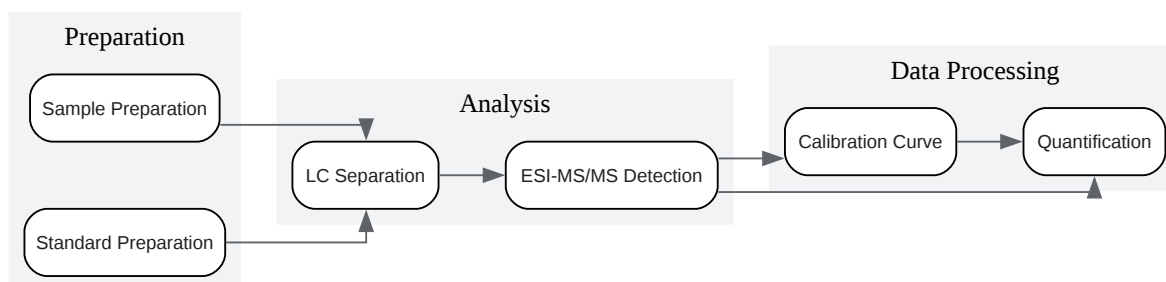 Preparation
Sample Preparation
Standard Preparation
Analysis
LC Separation
ESI-MS/MS Detection
Data Processing
Calibration Curve
Quantification